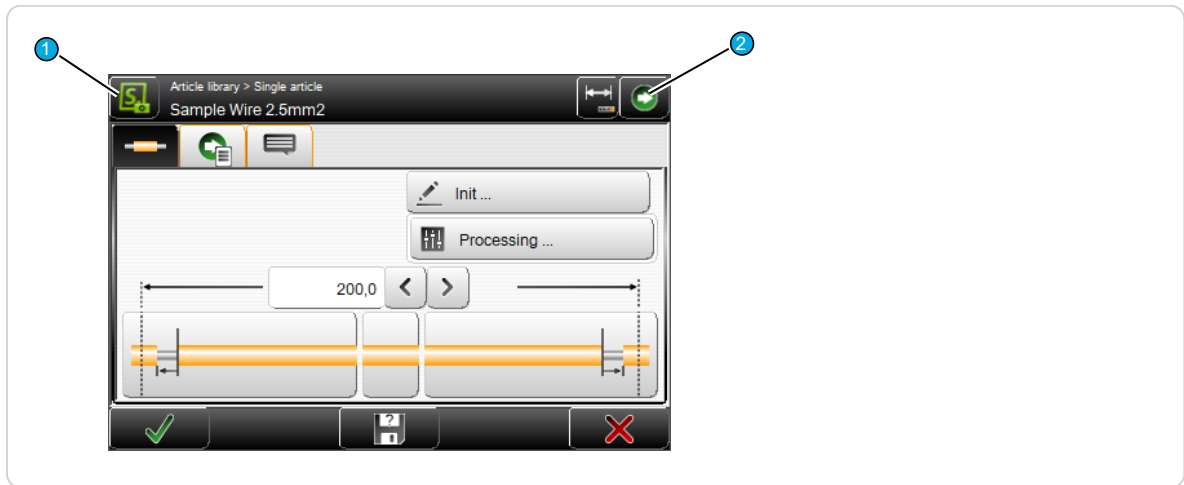 1
2
Article library > Single article
Sample Wire 2.5mm2
Init ...
Processing ...
200,0